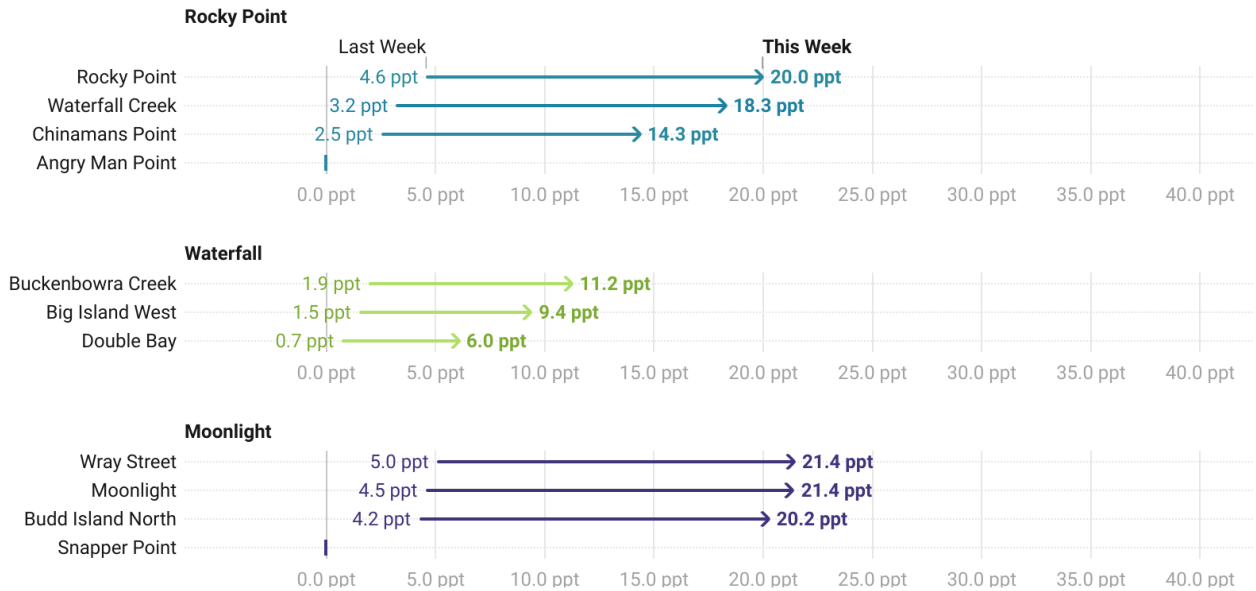 Rocky Point
Last Week This Week
Rocky Point 4.6 ppt 20.0 ppt
Waterfall Creek 3.2 ppt 18.3 ppt
Chinamans Point 2.5 ppt 14.3 ppt
Angry Man Point
0.0 ppt 5.0 ppt 10.0 ppt 15.0 ppt 20.0 ppt 25.0 ppt 30.0 ppt 35.0 ppt 40.0 ppt
Waterfall
Buckenbowra Creek 1.9 ppt 11.2 ppt
Big Island West 1.5 ppt 9.4 ppt
Double Bay 0.7 ppt 6.0 ppt
0.0 ppt 5.0 ppt 10.0 ppt 15.0 ppt 20.0 ppt 25.0 ppt 30.0 ppt 35.0 ppt 40.0 ppt
Moonlight
Wray Street 5.0 ppt 21.4 ppt
Moonlight 4.5 ppt 21.4 ppt
Budd Island North 4.2 ppt 20.2 ppt
Snapper Point
0.0 ppt 5.0 ppt 10.0 ppt 15.0 ppt 20.0 ppt 25.0 ppt 30.0 ppt 35.0 ppt 40.0 ppt